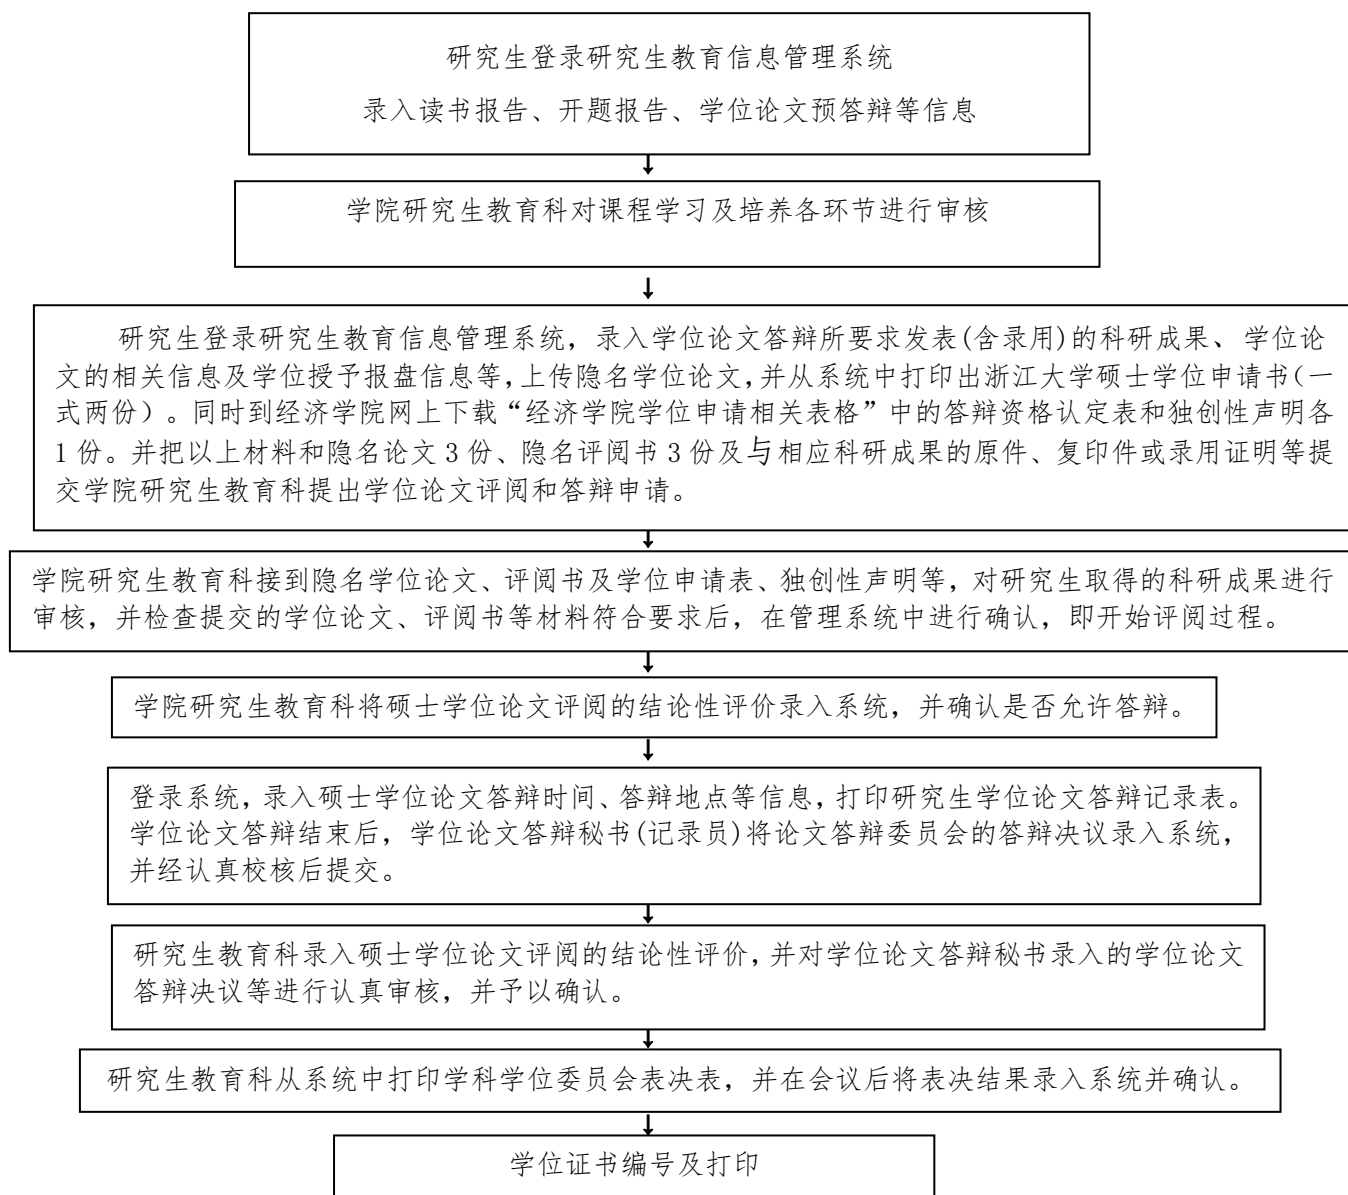 研究生登录研究生教育信息管理系统
录入读书报告、开题报告、学位论文预答辩等信息
学院研究生教育科对课程学习及培养各环节进行审核
研究生登录研究生教育信息管理系统，录入学位论文答辩所要求发表(含录用)的科研成果、学位论
文的相关信息及学位授予报盘信息等,上传隐名学位论文,并从系统中打印出浙江大学硕士学位申请书(一
式两份）。同时到经济学院网上下载“经济学院学位申请相关表格”中的答辩资格认定表和独创性声明各
1份。并把以上材料和隐名论文3份、隐名评阅书3份及与相应科研成果的原件、复印件或录用证明等提
交学院研究生教育科提出学位论文评阅和答辩申请。
学院研究生教育科接到隐名学位论文、评阅书及学位申请表、独创性声明等，对研究生取得的科研成果进行
审核，并检查提交的学位论文、评阅书等材料符合要求后，在管理系统中进行确认，即开始评阅过程。
学院研究生教育科将硕士学位论文评阅的结论性评价录入系统，并确认是否允许答辩。
登录系统,录入硕士学位论文答辩时间、答辩地点等信息,打印研究生学位论文答辩记录表。
学位论文答辩结束后，学位论文答辩秘书(记录员)将论文答辩委员会的答辩决议录入系统，
并经认真校核后提交。
研究生教育科录入硕士学位论文评阅的结论性评价,并对学位论文答辩秘书录入的学位论文
答辩决议等进行认真审核，并予以确认。
研究生教育科从系统中打印学科学位委员会表决表，并在会议后将表决结果录入系统并确认。
学位证书编号及打印